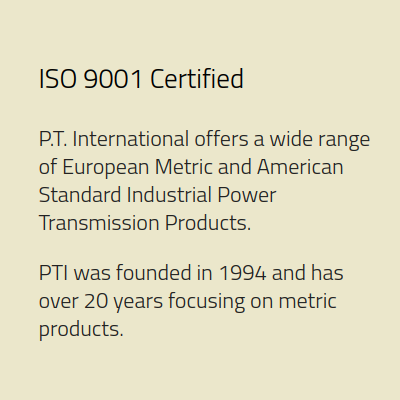 ISO 9001 Certified
P.T. International offers a wide range
of European Metric and American
Standard Industrial Power
Transmission Products.
PTI was founded in 1994 and has
over 20 years focusing on metric
products.